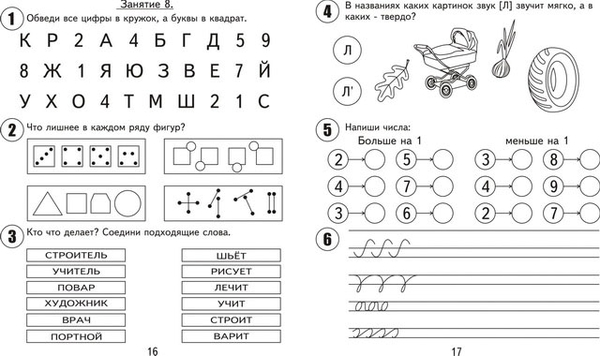 Занятие 8.
1 Обведи все цифры в кружок, а буквы в квадрат.
К Р 2 А 4 Б Г Д 5 9
8 Ж 1 Я Ю З В Е 7 Й
У Х О 4 Т М Ш 2 1 С
2 Что лишнее в каждом ряду фигур?
3 Кто что делает? Соедини подходящие слова.
СТРОИТЕЛЬ ШЬЁТ
УЧИТЕЛЬ РИСУЕТ
ПОВАР ЛЕЧИТ
ХУДОЖНИК УЧИТ
ВРАЧ СТРОИТ
ПОРТНОЙ ВАРИТ
16
4 В названиях каких картинок звук [Л] звучит мягко, а в
каких - твердо?
Л
Л'
5 Напиши числа:
Больше на 1 меньше на 1
2 5 3 8
4 7 4 9
3 6 2 7
6
17